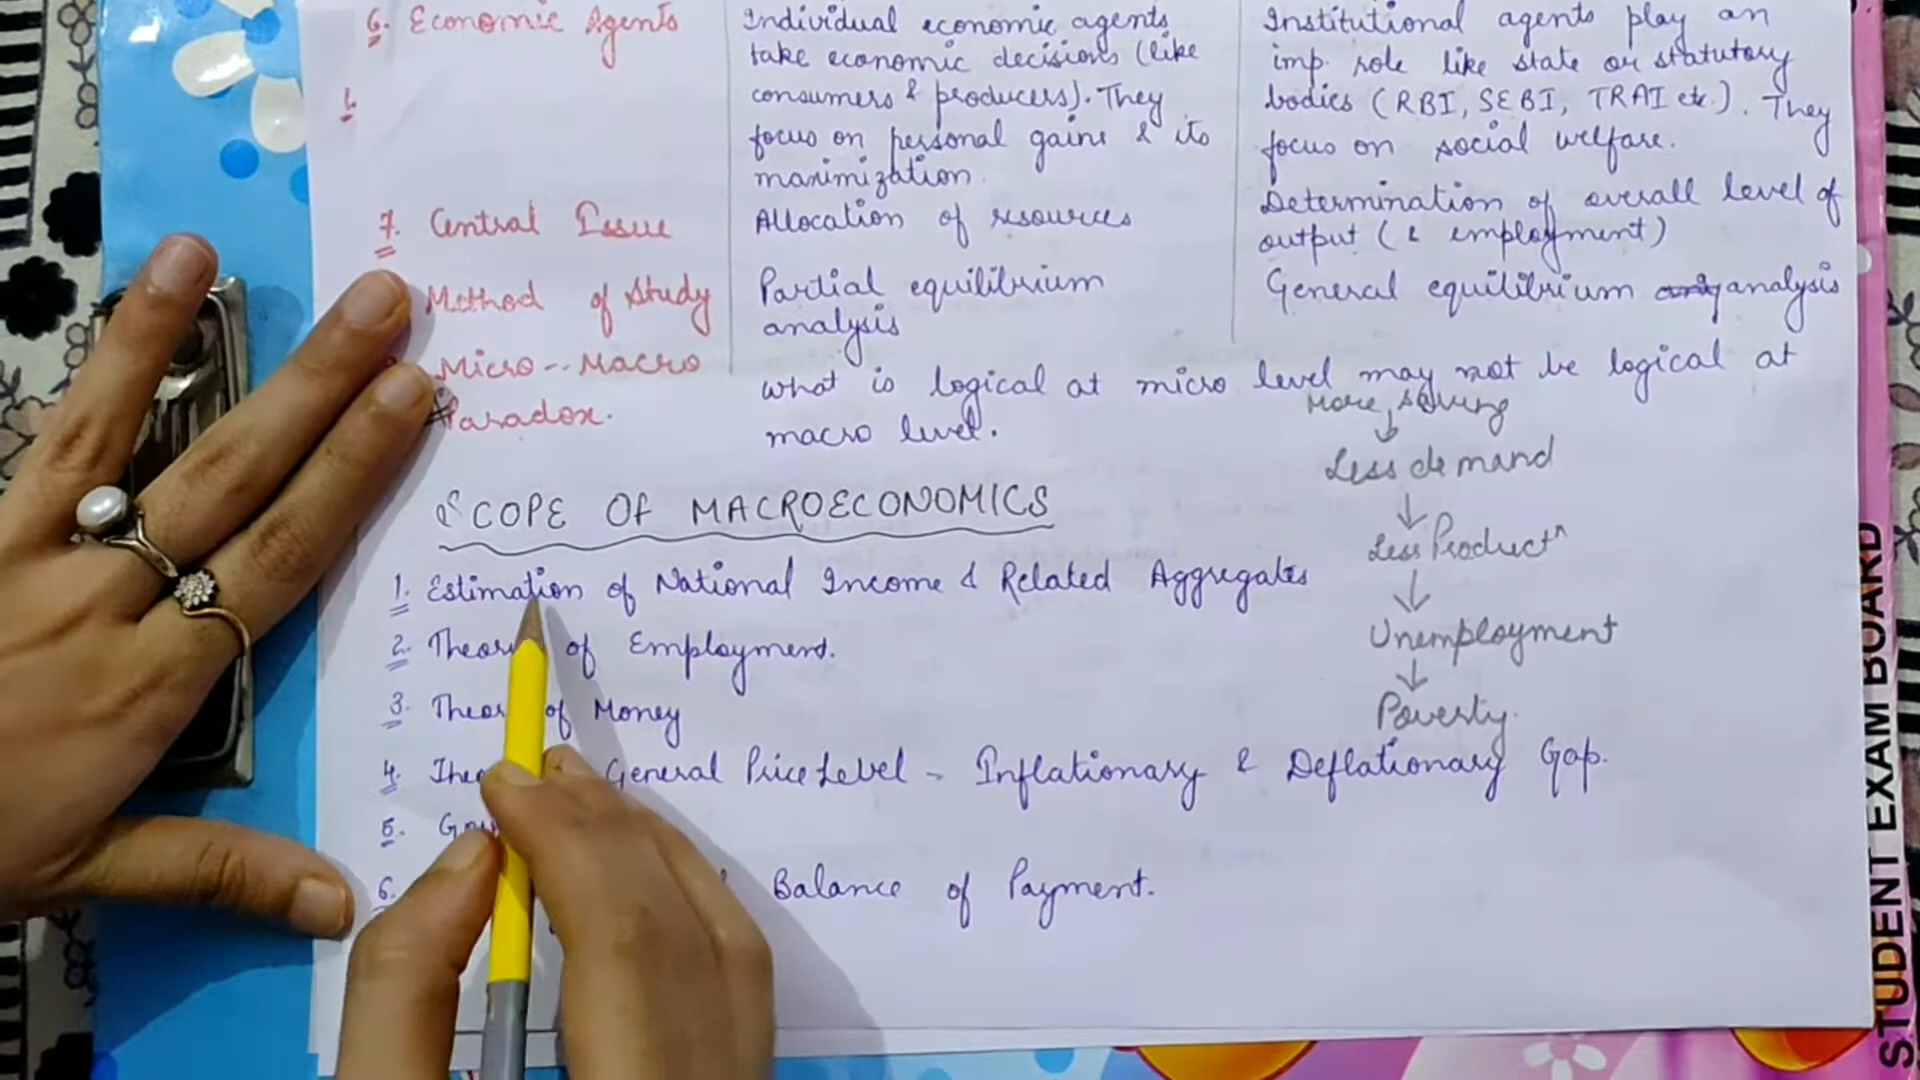 6. Economic Agents
Individual economic agents
take economic decisions (like
consumers & producers). They
focus on personal gains & its
maximization.
Institutional agents play an
imp. role like state or statutory
bodies (RBI, SEBI, TRAI etc.). They
focus on social welfare.
7. Central Issue
Allocation of resources
Determination of overall level of
output (& employment)
Method of Study
Partial equilibrium
analysis
General equilibrium analysis
Micro-- Macro
Paradox.
what is logical at micro level may not be logical at
macro level.
More saving
Less demand
Less Productⁿ
Unemployment
Poverty.
SCOPE OF MACROECONOMICS
1. Estimation of National Income & Related Aggregates
2. of Employment.
3. of Money
4. General Price Level - Inflationary & Deflationary Gap.
5.
6. Balance of Payment.
STUDENT EXAM BOARD